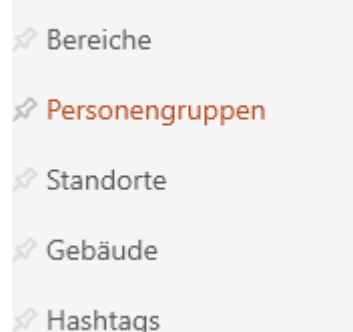 Bereiche
Personengruppen
Standorte
Gebäude
Hashtags